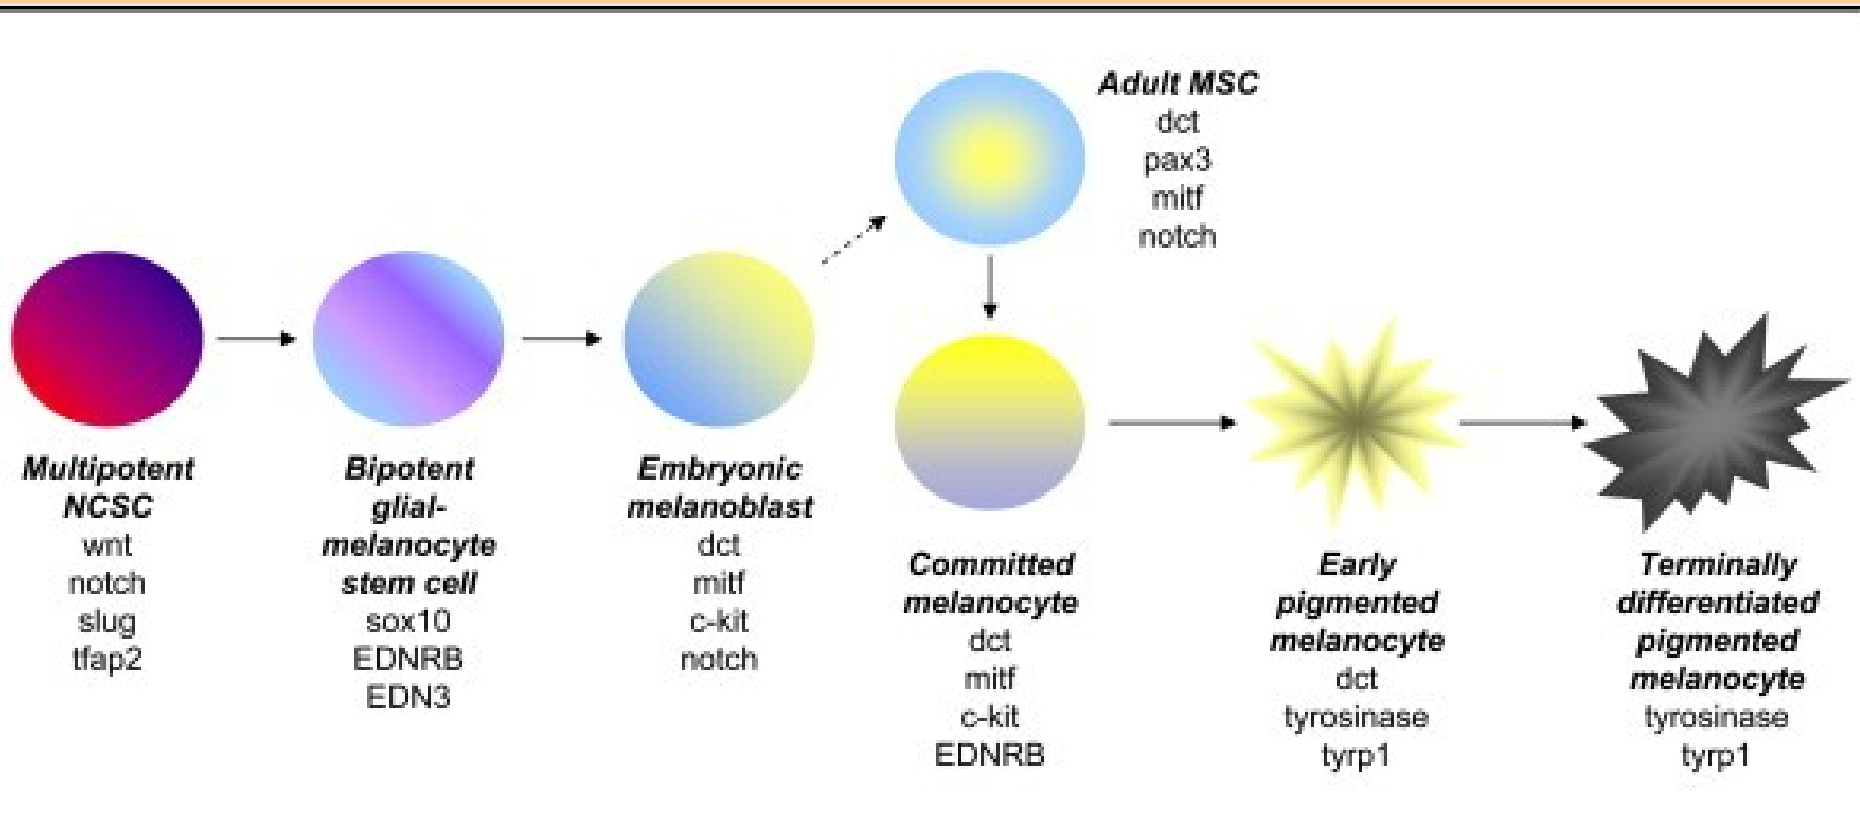 Adult MSC
dct
pax3
mitf
notch
Multipotent
NCSC
wnt
notch
slug
tfap2
Bipotent
glial-
melanocyte
stem cell
sox10
EDNRB
EDN3
Embryonic
melanoblast
dct
mitf
c-kit
notch
Committed
melanocyte
dct
mitf
c-kit
EDNRB
Early
pigmented
melanocyte
dct
tyrosinase
tyrp1
Terminally
differentiated
pigmented
melanocyte
tyrosinase
tyrp1